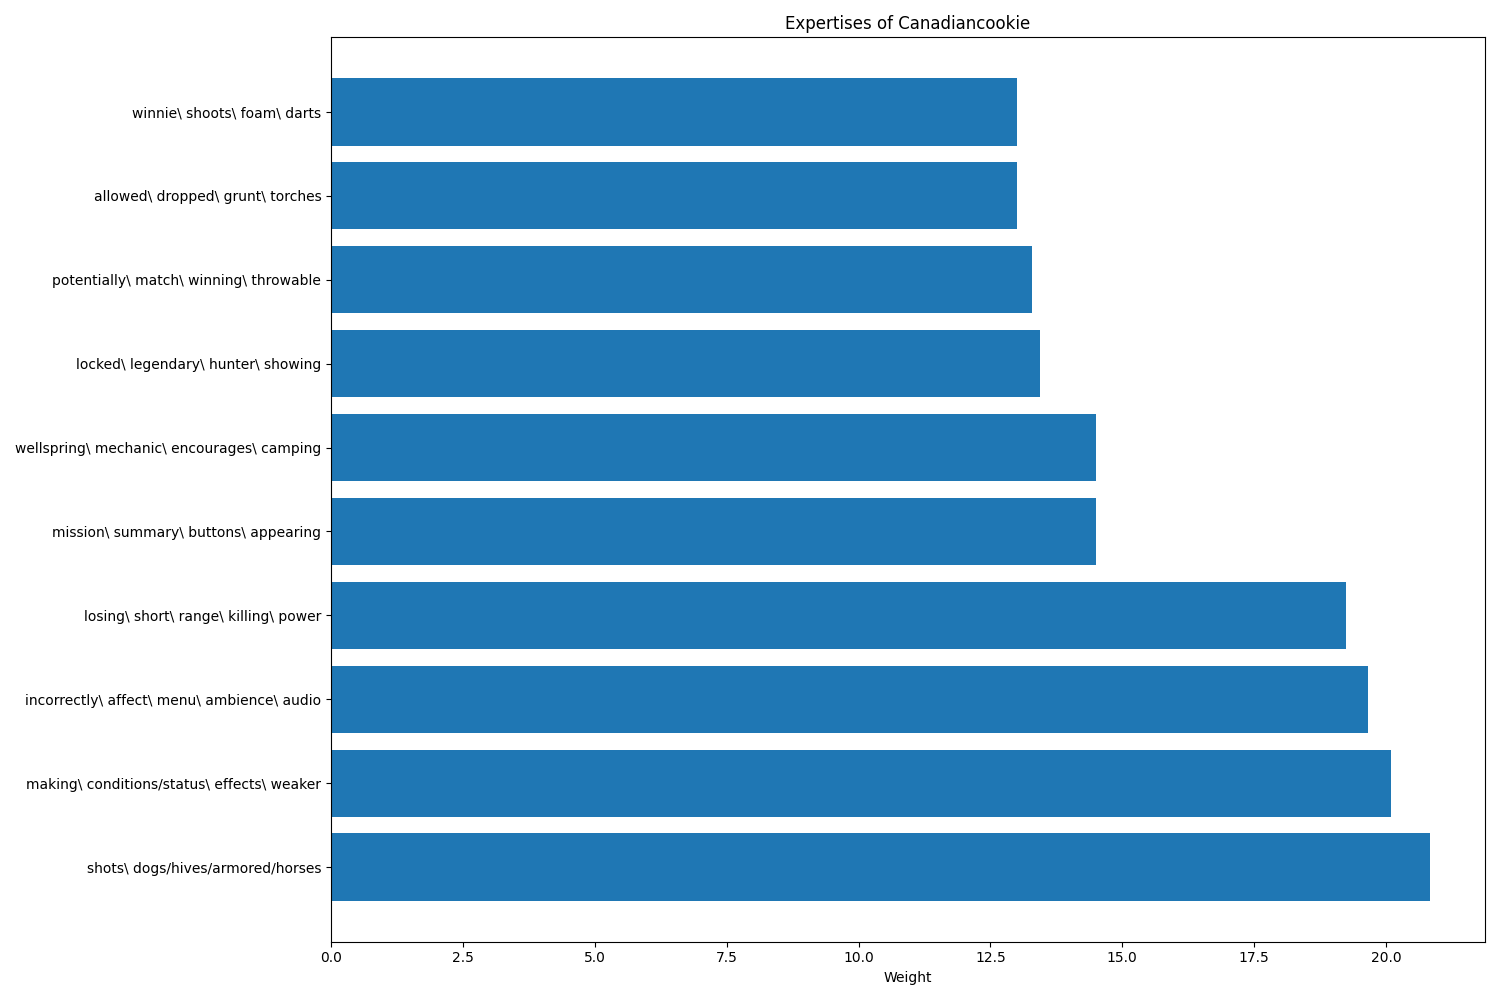 Expertises of Canadiancookie
winnie\ shoots\ foam\ darts
allowed\ dropped\ grunt\ torches
potentially\ match\ winning\ throwable
locked\ legendary\ hunter\ showing
wellspring\ mechanic\ encourages\ camping
mission\ summary\ buttons\ appearing
losing\ short\ range\ killing\ power
incorrectly\ affect\ menu\ ambience\ audio
making\ conditions/status\ effects\ weaker
shots\ dogs/hives/armored/horses
0.0 2.5 5.0 7.5 10.0 12.5 15.0 17.5 20.0
Weight